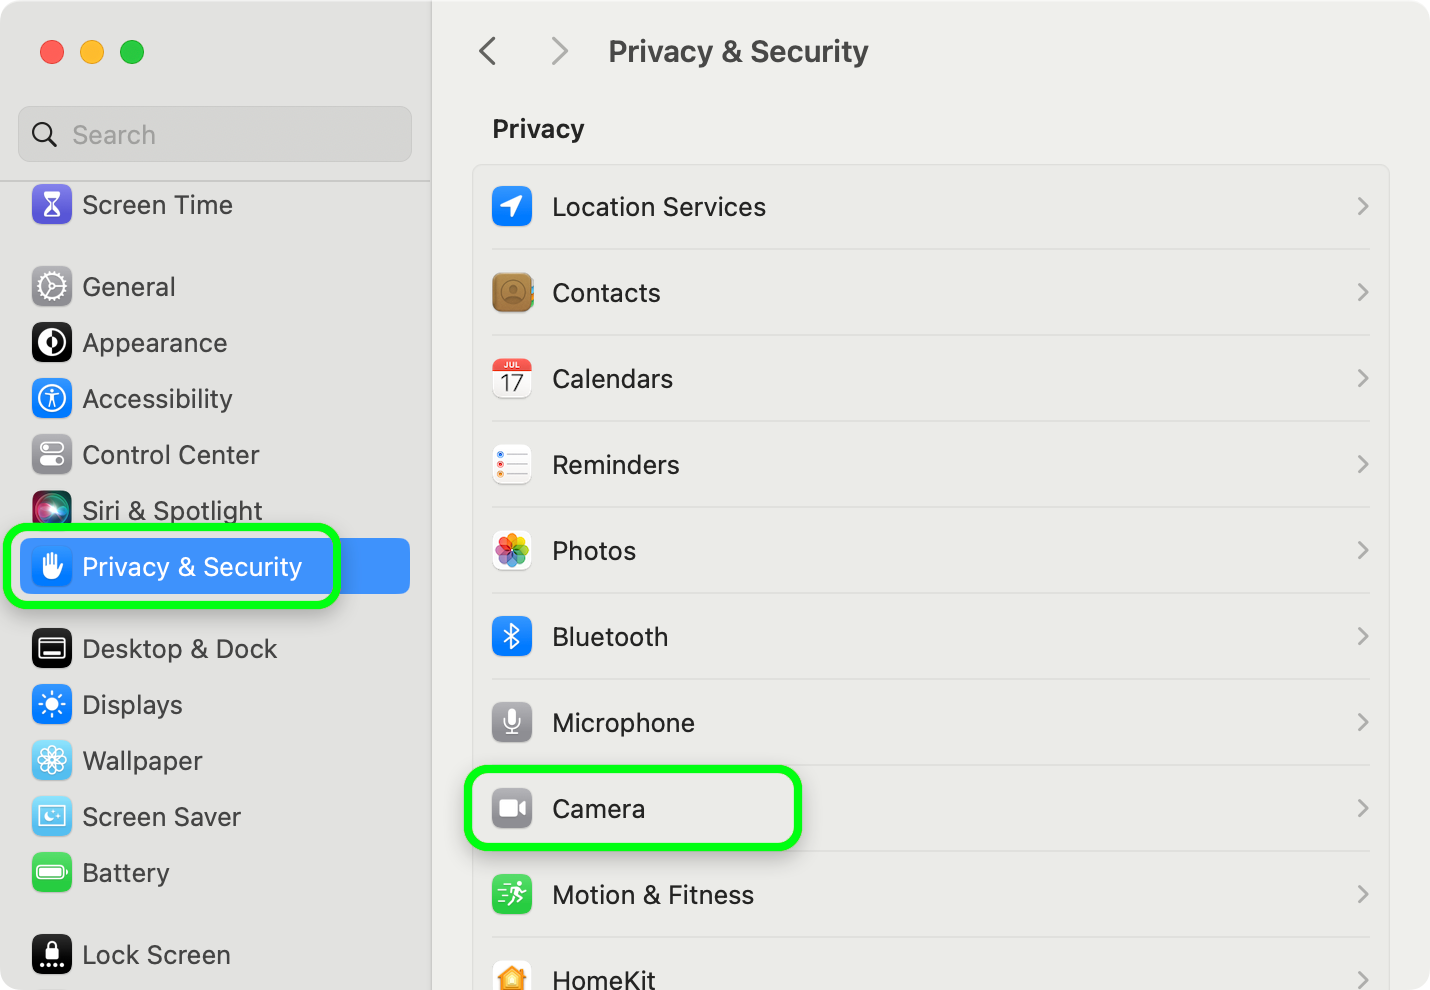 Search
Screen Time
General
Appearance
Accessibility
Control Center
Siri & Spotlight
Privacy & Security
Desktop & Dock
Displays
Wallpaper
Screen Saver
Battery
Lock Screen
Privacy & Security
Privacy
Location Services
Contacts
JUL
17
Calendars
Reminders
Photos
Bluetooth
Microphone
Camera
Motion & Fitness
HomeKit